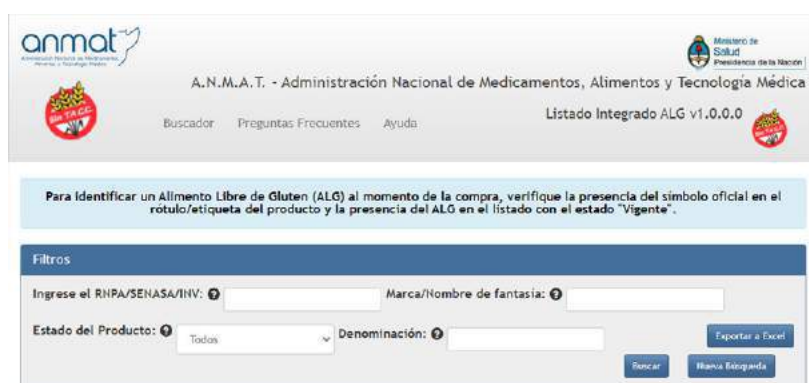 anmat
Ministerio de
Salud
Presidencia de la Nación
A.N.M.A.T. - Administración Nacional de Medicamentos, Alimentos y Tecnología Médica
Sin T.A.C.C.
Buscador Preguntas Frecuentes Ayuda
Listado Integrado ALG v1.0.0.0
Para identificar un Alimento Libre de Gluten (ALG) al momento de la compra, verifique la presencia del símbolo oficial en el
rótulo/etiqueta del producto y la presencia del ALG en el listado con el estado "Vigente".
Filtros
Ingrese el RNPA/SENASA/INV: Marca/Nombre de fantasía:
Estado del Producto: Todos Denominación: Exportar a Excel
Buscar Nueva Búsqueda